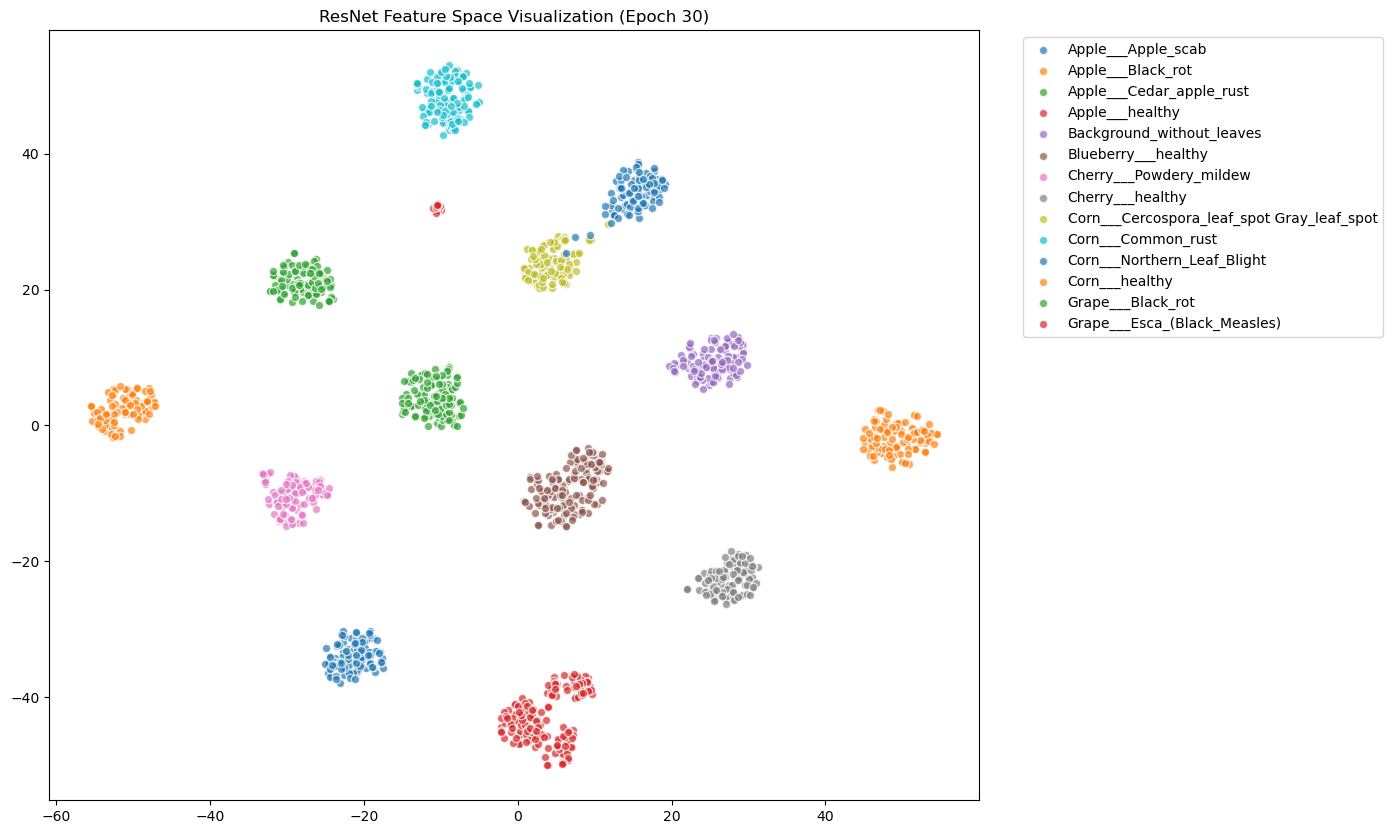 ResNet Feature Space Visualization (Epoch 30)
Apple___Apple_scab
Apple___Black_rot
Apple___Cedar_apple_rust
Apple___healthy
Background_without_leaves
Blueberry___healthy
Cherry___Powdery_mildew
Cherry___healthy
Corn___Cercospora_leaf_spot Gray_leaf_spot
Corn___Common_rust
Corn___Northern_Leaf_Blight
Corn___healthy
Grape___Black_rot
Grape___Esca_(Black_Measles)
40
20
0
−20
−40
−60 −40 −20 0 20 40